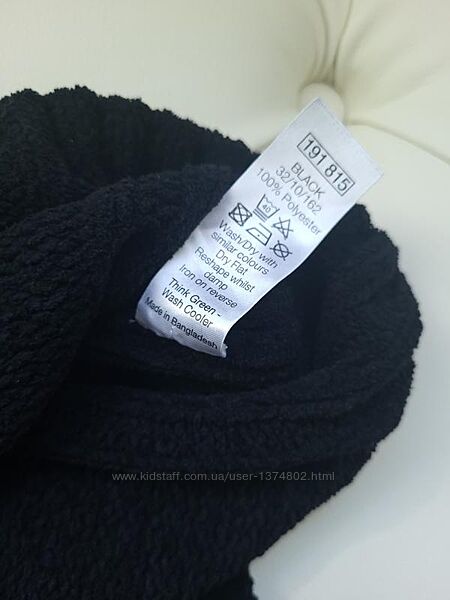 191 815
BLACK
32/10/162
100% Polyester
40
Wash/Dry with
similar colours
Dry Flat
Reshape whilst
damp
Iron on reverse
Think Green -
Wash Cooler
Made in Bangladesh
www.kidstaff.com.ua/user-1374802.html